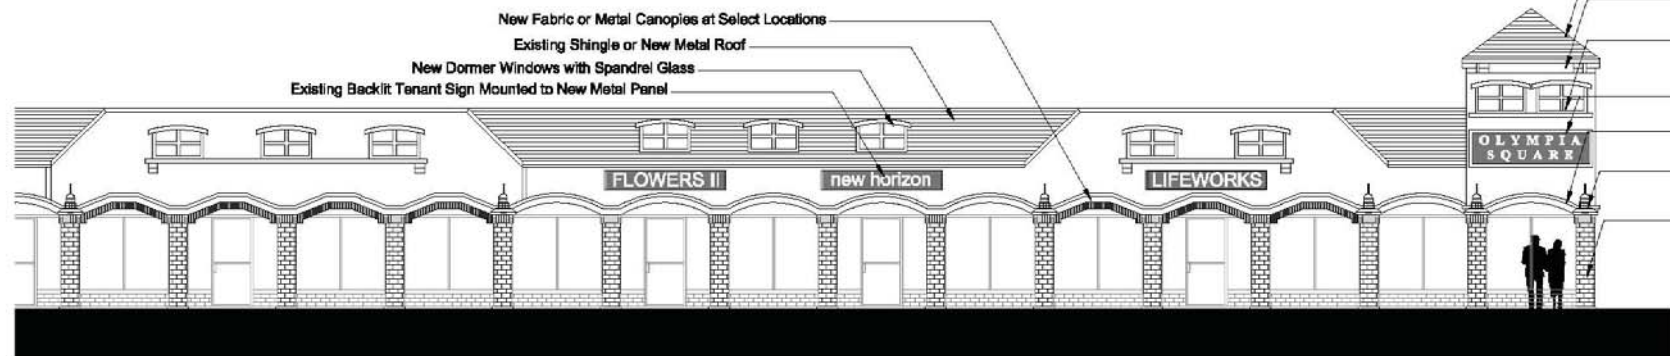 New Fabric or Metal Canopies at Select Locations
Existing Shingle or New Metal Roof
New Dormer Windows with Spandrel Glass
Existing Backlit Tenant Sign Mounted to New Metal Panel
OLYMPIA
SQUARE
FLOWERS II
new horizon
LIFEWORKS